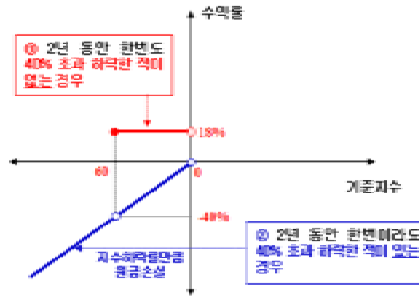 수익률
① 2년 동안 한번도
40% 초과 하락한 적이
없는 경우
18%
60
0
기준지수
-40%
지수하락률만큼
원금손실
② 2년 동안 한번이라도
40% 초과 하락한 적이 있는
경우